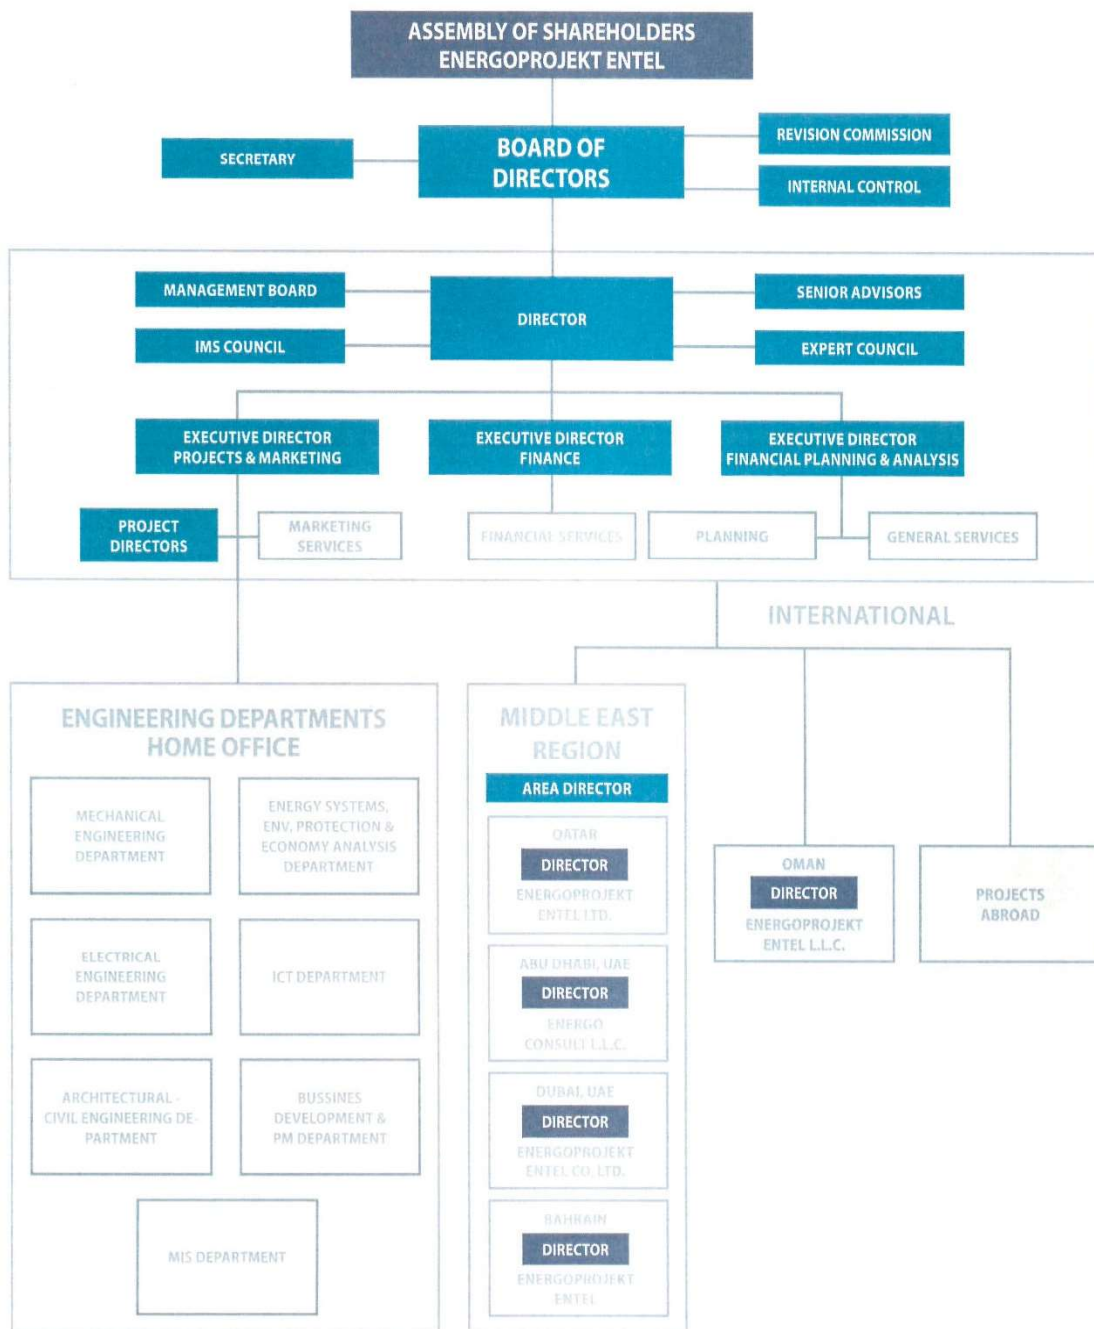 ASSEMBLY OF SHAREHOLDERS
ENERGOPROJEKT ENTEL
SECRETARY
BOARD OF
DIRECTORS
REVISION COMMISSION
INTERNAL CONTROL
MANAGEMENT BOARD
IMS COUNCIL
DIRECTOR
SENIOR ADVISORS
EXPERT COUNCIL
EXECUTIVE DIRECTOR
PROJECTS & MARKETING
EXECUTIVE DIRECTOR
FINANCE
EXECUTIVE DIRECTOR
FINANCIAL PLANNING & ANALYSIS
PROJECT
DIRECTORS
MARKETING
SERVICES
FINANCIAL SERVICES
PLANNING
GENERAL SERVICES
INTERNATIONAL
ENGINEERING DEPARTMENTS
HOME OFFICE
MECHANICAL
ENGINEERING
DEPARTMENT
ENERGY SYSTEMS,
ENV, PROTECTION &
ECONOMY ANALYSIS
DEPARTMENT
ELECTRICAL
ENGINEERING
DEPARTMENT
ICT DEPARTMENT
ARCHITECTURAL -
CIVIL ENGINEERING DE-
PARTMENT
BUSSINES
DEVELOPMENT &
PM DEPARTMENT
MIS DEPARTMENT
MIDDLE EAST
REGION
AREA DIRECTOR
QATAR
DIRECTOR
ENERGOPROJEKT
ENTEL LTD.
ABU DHABI, UAE
DIRECTOR
ENERGO
CONSULT L.L.C.
DUBAI, UAE
DIRECTOR
ENERGOPROJEKT
ENTEL CO, LTD.
BAHRAIN
DIRECTOR
ENERGOPROJEKT
ENTEL
OMAN
DIRECTOR
ENERGOPROJEKT
ENTEL L.L.C.
PROJECTS
ABROAD